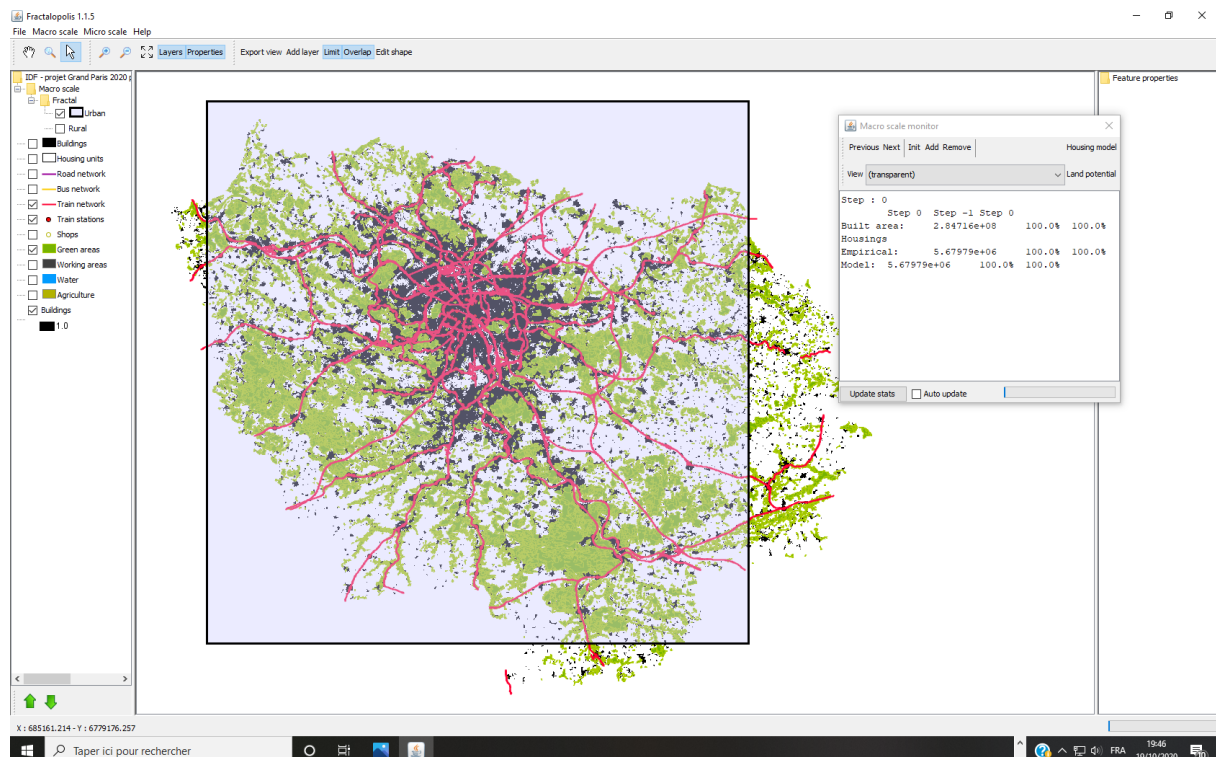 Fractalopolis 1.1.5
File Macro scale Micro scale Help
Layers Properties Export view Add layer Limit Overlap Edit shape
IDF - projet Grand Paris 2020
Macro scale
Fractal
Urban
Rural
Buildings
Housing units
Road network
Bus network
Train network
Train stations
Shops
Green areas
Working areas
Water
Agriculture
Buildings
1.0
Feature properties
Macro scale monitor
Previous Next Init Add Remove Housing model
View (transparent) Land potential
Step : 0
Step 0 Step -1 Step 0
Built area: 2.84716e+08 100.0% 100.0%
Housings
Empirical: 5.67979e+06 100.0% 100.0%
Model: 5.67979e+06 100.0% 100.0%
Update stats Auto update
X : 685161.214 - Y : 6779176.257
Taper ici pour rechercher
FRA
19:46
10/10/2020